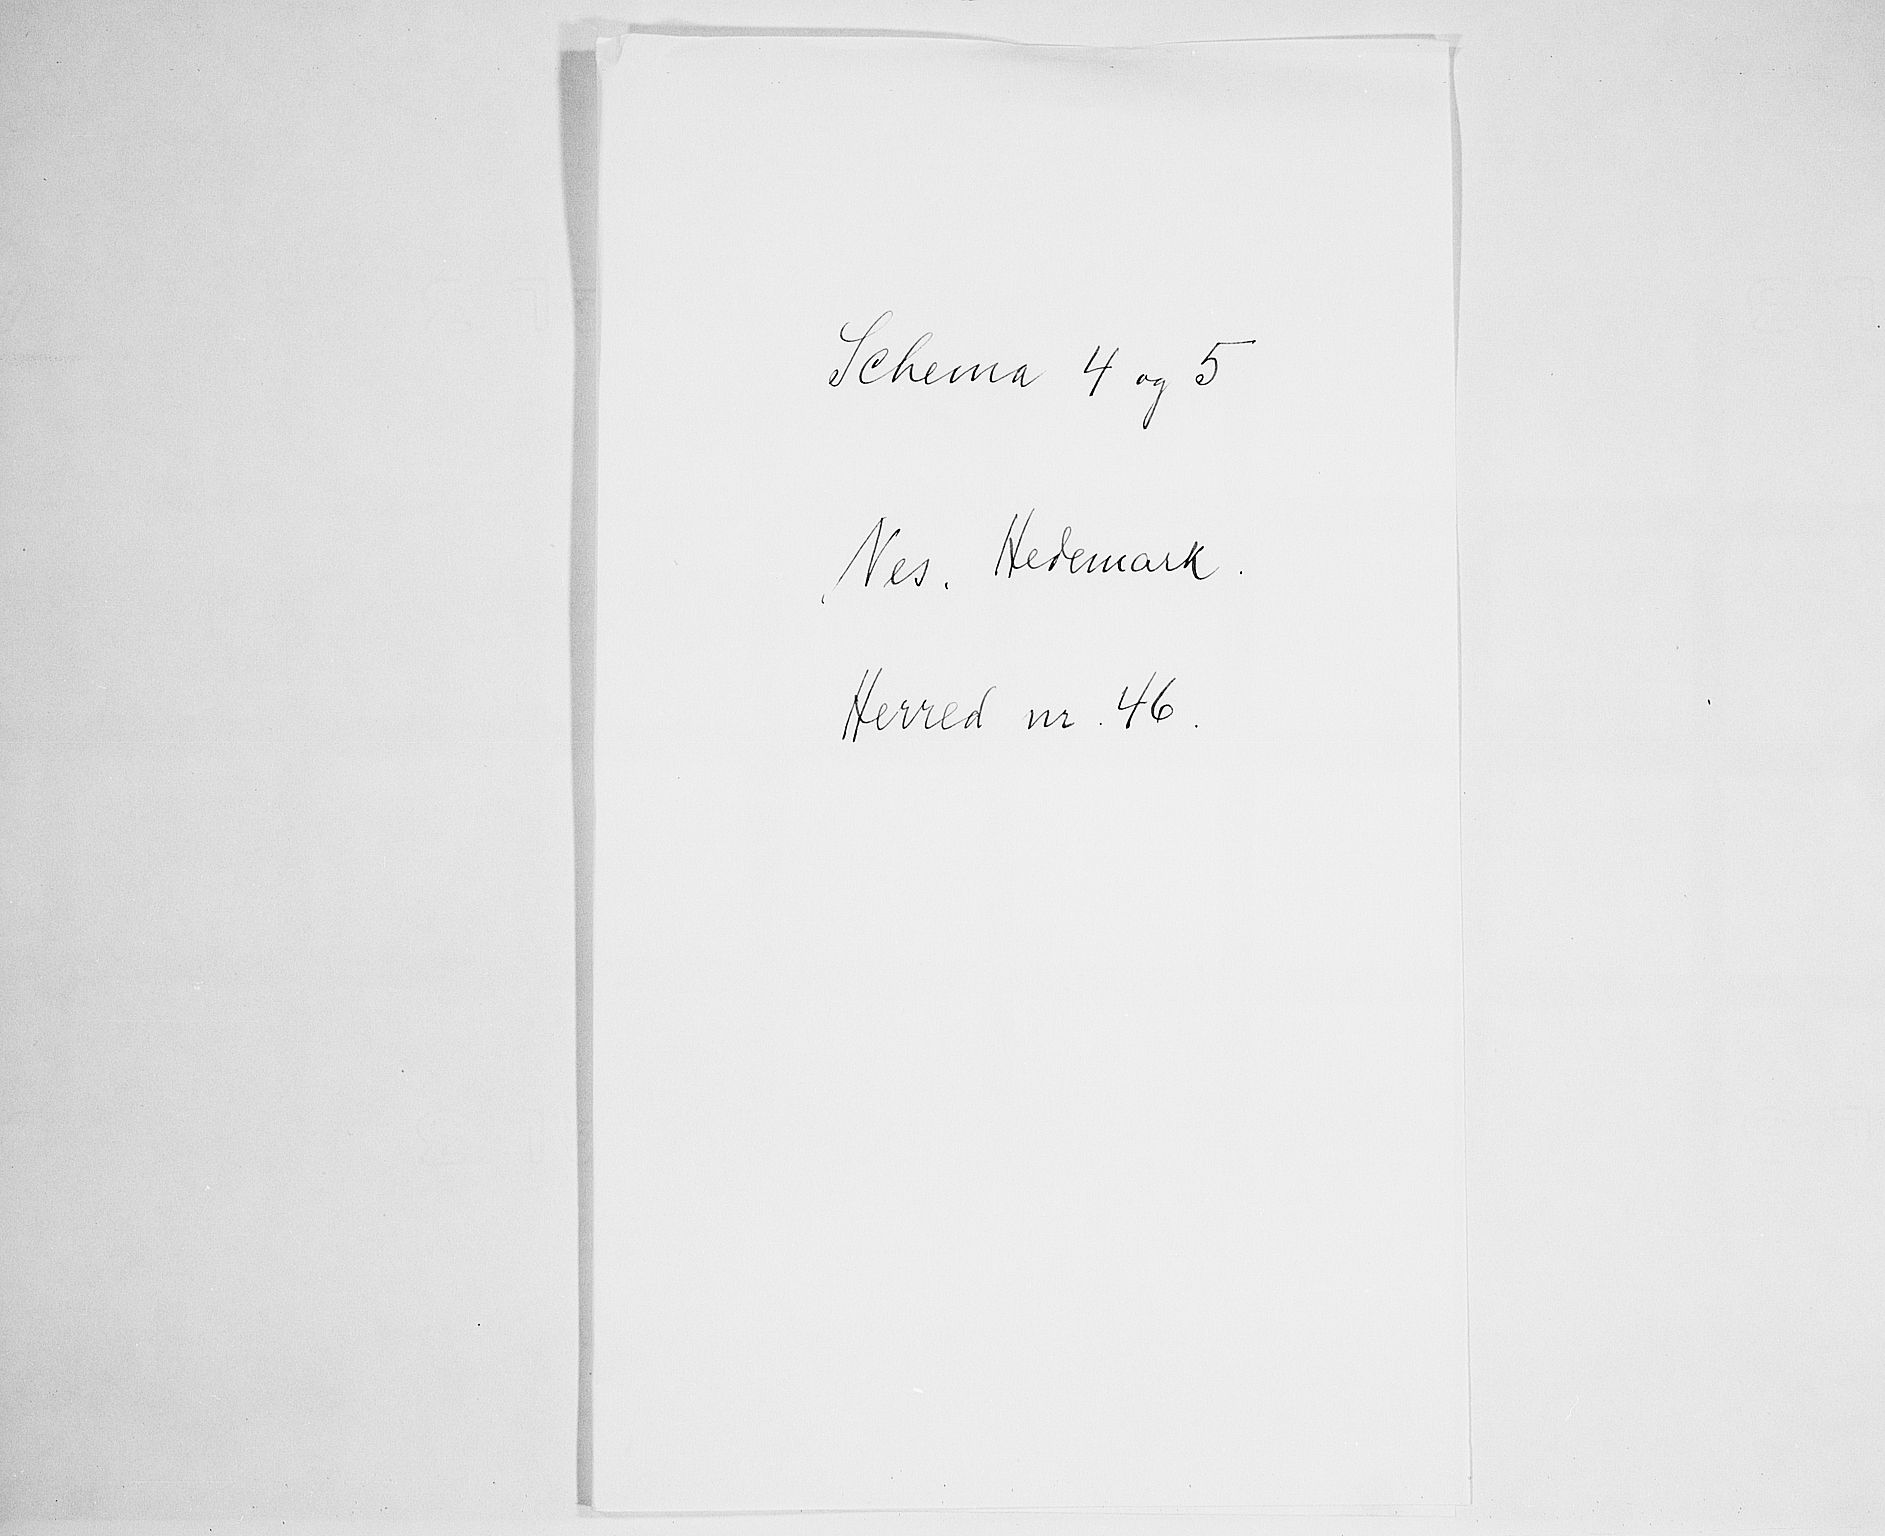 Schema 4 og 5
Nes. Hedemark.
Herred nr. 46.